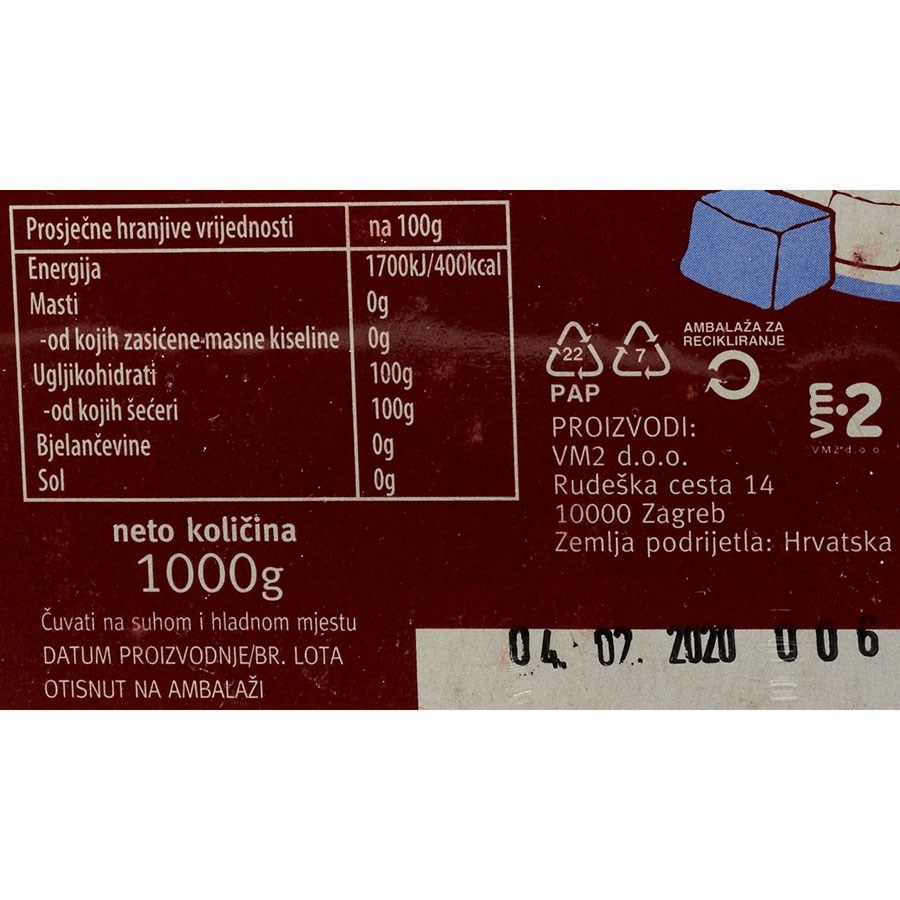 Prosječne hranjive vrijednosti na 100g
Energija 1700kJ/400kcal
Masti 0g
-od kojih zasićene masne kiseline 0g
Ugljikohidrati 100g
-od kojih šećeri 100g
Bjelančevine 0g
Sol 0g
neto količina
1000g
Čuvati na suhom i hladnom mjestu
DATUM PROIZVODNJE/BR. LOTA
OTISNUT NA AMBALAŽI
22
PAP
7
AMBALAŽA ZA
RECIKLIRANJE
PROIZVODI:
VM2 d.o.o.
Rudeška cesta 14
10000 Zagreb
Zemlja podrijetla: Hrvatska
vm.2
VM2 d.o.o.
04. 02. 2020 006